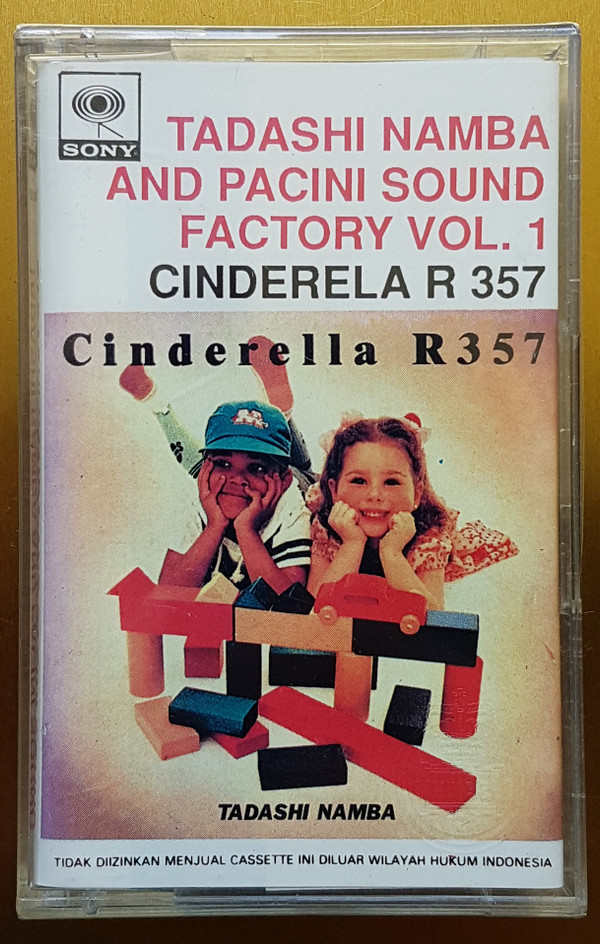 SONY
TADASHI NAMBA
AND PACINI SOUND
FACTORY VOL. 1
CINDERELA R 357
Cinderella R357
TADASHI NAMBA
TIDAK DIIZINKAN MENJUAL CASSETTE INI DILUAR WILAYAH HUKUM INDONESIA